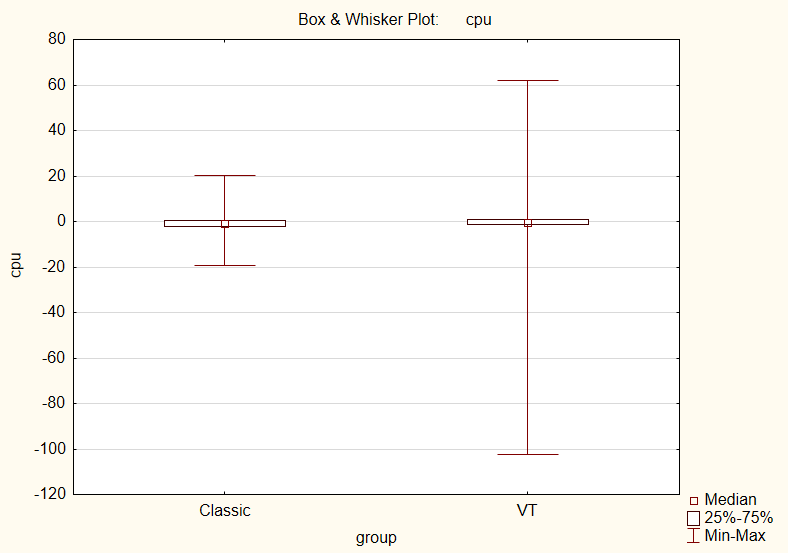 Box & Whisker Plot: cpu
80
60
40
20
0
-20
-40
-60
-80
-100
-120
cpu
Classic
VT
group
Median
25%-75%
Min-Max